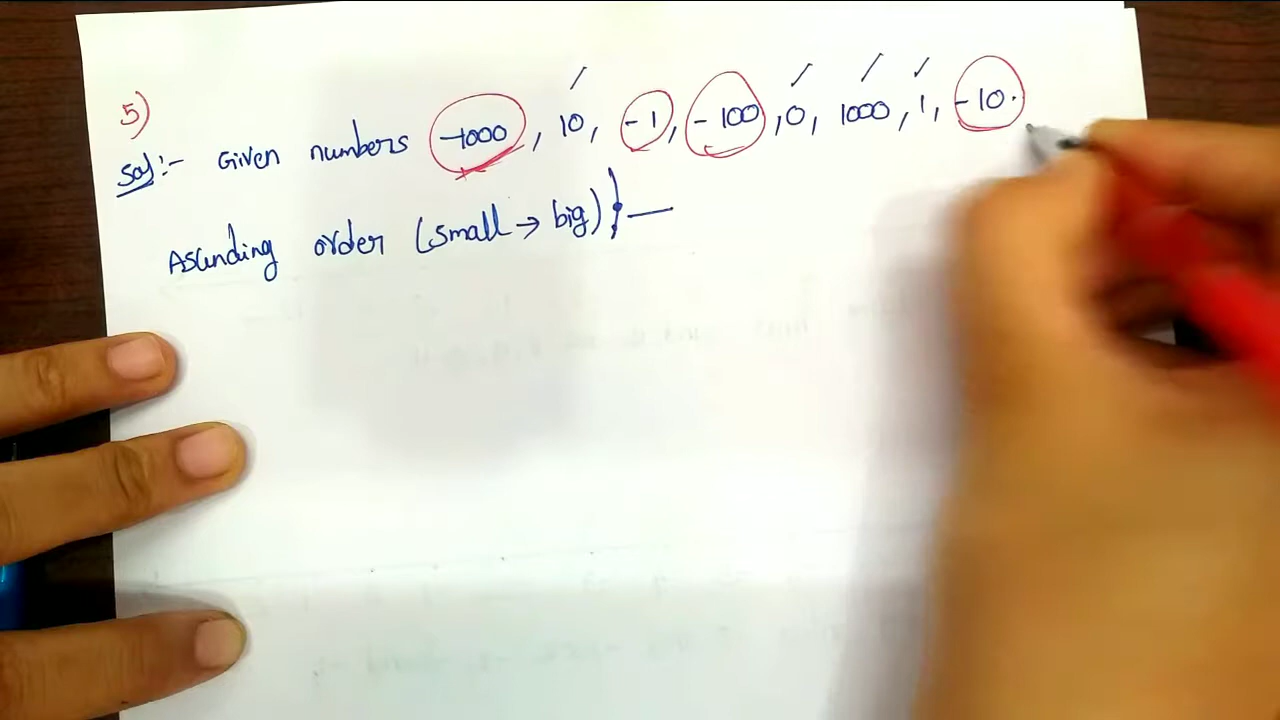 5)
Sol:- Given numbers -1000, 10, -1, -100, 0, 1000, 1, -10.
Ascending order (small → big)} —